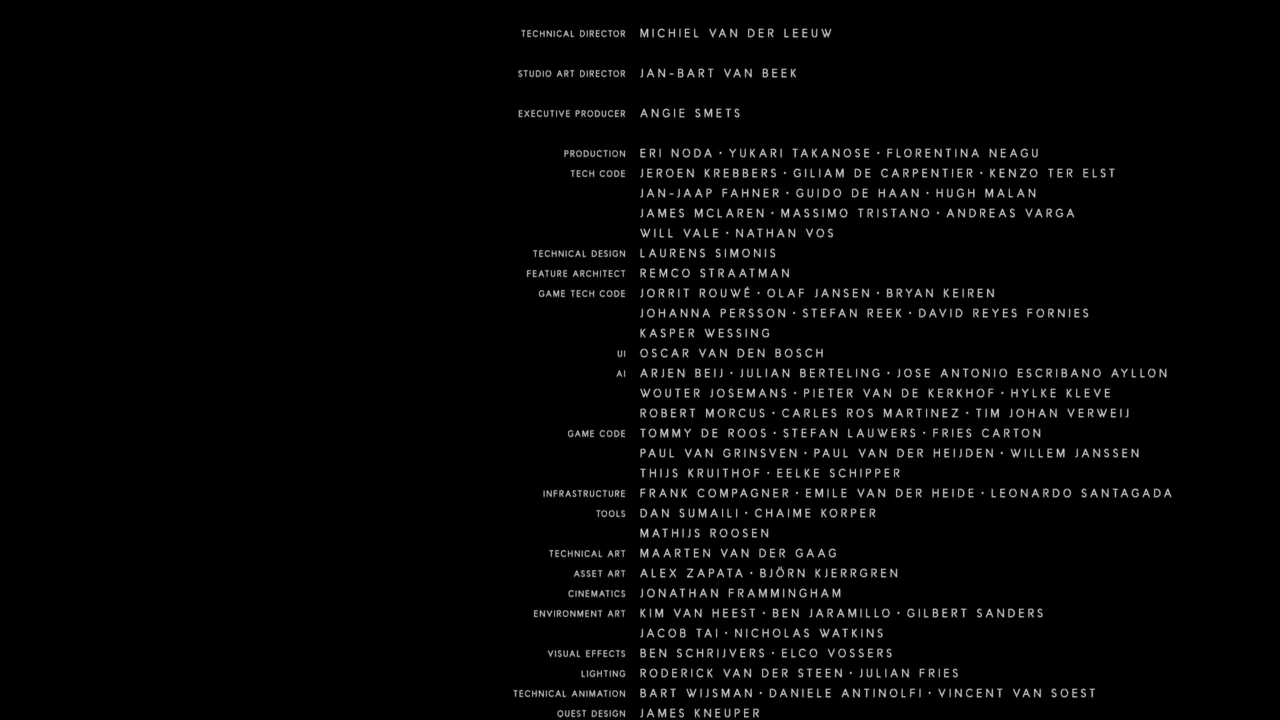 TECHNICAL DIRECTOR MICHIEL VAN DER LEEUW
STUDIO ART DIRECTOR JAN-BART VAN BEEK
EXECUTIVE PRODUCER ANGIE SMETS
PRODUCTION ERI NODA · YUKARI TAKANOSE · FLORENTINA NEAGU
TECH CODE JEROEN KREBBERS · GILIAM DE CARPENTIER · KENZO TER ELST
JAN-JAAP FAHNER · GUIDO DE HAAN · HUGH MALAN
JAMES MCLAREN · MASSIMO TRISTANO · ANDREAS VARGA
WILL VALE · NATHAN VOS
TECHNICAL DESIGN LAURENS SIMONIS
FEATURE ARCHITECT REMCO STRAATMAN
GAME TECH CODE JORRIT ROUWÉ · OLAF JANSEN · BRYAN KEIREN
JOHANNA PERSSON · STEFAN REEK · DAVID REYES FORNIES
KASPER WESSING
UI OSCAR VAN DEN BOSCH
AI ARJEN BEIJ · JULIAN BERTELING · JOSE ANTONIO ESCRIBANO AYLLON
WOUTER JOSEMANS · PIETER VAN DE KERKHOF · HYLKE KLEVE
ROBERT MORCUS · CARLES ROS MARTINEZ · TIM JOHAN VERWEIJ
GAME CODE TOMMY DE ROOS · STEFAN LAUWERS · FRIES CARTON
PAUL VAN GRINSVEN · PAUL VAN DER HEIJDEN · WILLEM JANSSEN
THIJS KRUITHOF · EELKE SCHIPPER
INFRASTRUCTURE FRANK COMPAGNER · EMILE VAN DER HEIDE · LEONARDO SANTAGADA
TOOLS DAN SUMAILI · CHAIME KORPER
MATHIJS ROOSEN
TECHNICAL ART MAARTEN VAN DER GAAG
ASSET ART ALEX ZAPATA · BJÖRN KJERRGREN
CINEMATICS JONATHAN FRAMMINGHAM
ENVIRONMENT ART KIM VAN HEEST · BEN JARAMILLO · GILBERT SANDERS
JACOB TAI · NICHOLAS WATKINS
VISUAL EFFECTS BEN SCHRIJVERS · ELCO VOSSERS
LIGHTING RODERICK VAN DER STEEN · JULIAN FRIES
TECHNICAL ANIMATION BART WIJSMAN · DANIELE ANTINOLFI · VINCENT VAN SOEST
QUEST DESIGN JAMES KNEUPER